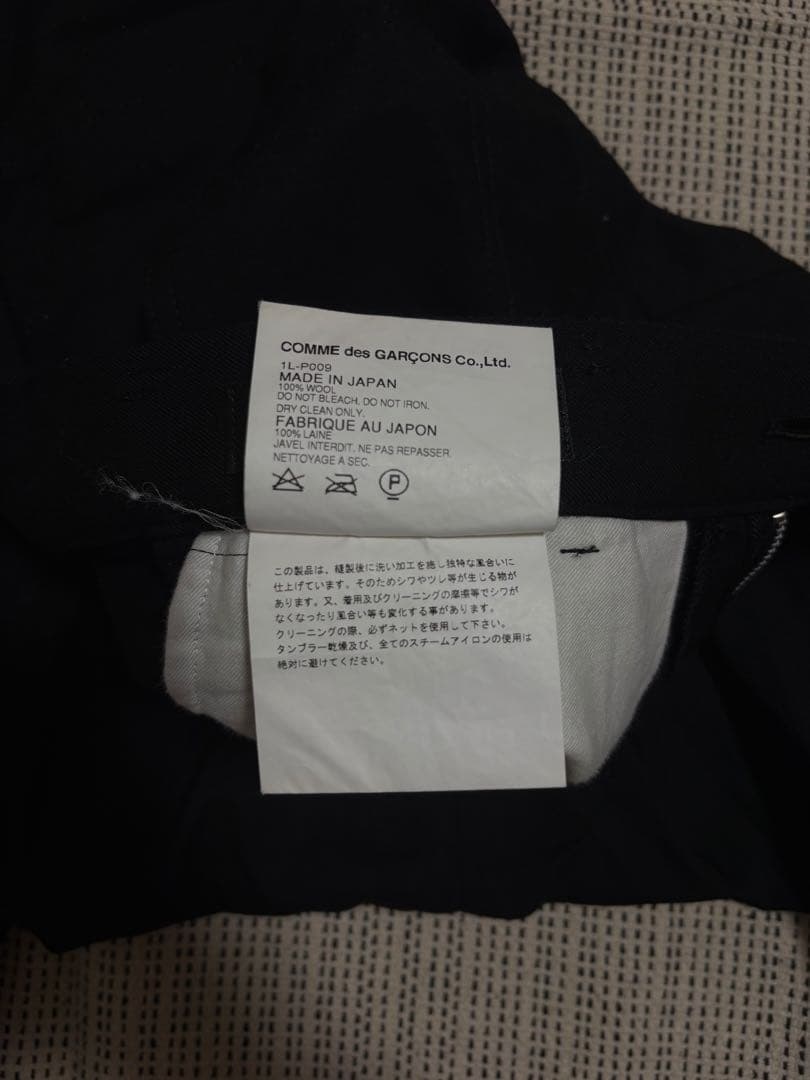 COMME des GARÇONS Co.,Ltd.
1L-P009
MADE IN JAPAN
100% WOOL
DO NOT BLEACH. DO NOT IRON.
DRY CLEAN ONLY.
FABRIQUE AU JAPON
100% LAINE
JAVEL INTERDIT. NE PAS REPASSER.
NETTOYAGE A SEC.
P
この製品は、縫製後に洗い加工を施し独特な風合いに
仕上げています。そのためシワやツレ等が生じる物が
あります。又、着用及びクリーニングの摩擦等でシワが
なくなったり風合い等も変化する事があります。
クリーニングの際、必ずネットを使用して下さい。
タンブラー乾燥及び、全てのスチームアイロンの使用は
絶対に避けてください。